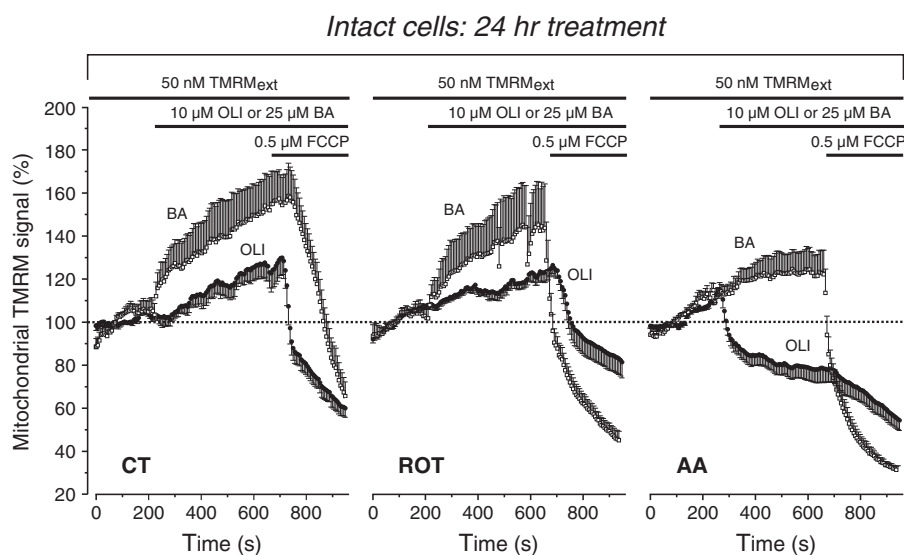 Intact cells: 24 hr treatment
50 nM TMRMext 50 nM TMRMext 50 nM TMRMext
10 µM OLI or 25 µM BA 10 µM OLI or 25 µM BA 10 µM OLI or 25 µM BA
0.5 µM FCCP 0.5 µM FCCP 0.5 µM FCCP
Mitochondrial TMRM signal (%)
200
180
160
140
120
100
80
60
40
20
BA
OLI
CT
BA
OLI
ROT
BA
OLI
AA
0 200 400 600 800 0 200 400 600 800 0 200 400 600 800
Time (s) Time (s) Time (s)